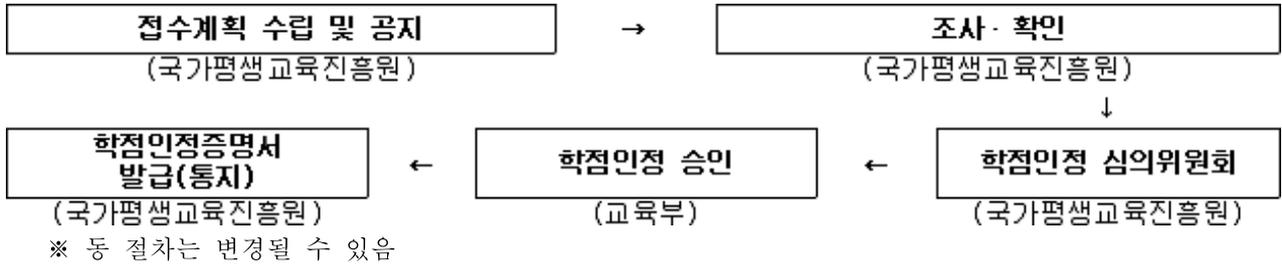 접수계획 수립 및 공지 → 조사· 확인
(국가평생교육진흥원) (국가평생교육진흥원)
↓
학점인정증명서
발급(통지) ← 학점인정 승인 ← 학점인정 심의위원회
(국가평생교육진흥원) (교육부) (국가평생교육진흥원)
※ 동 절차는 변경될 수 있음